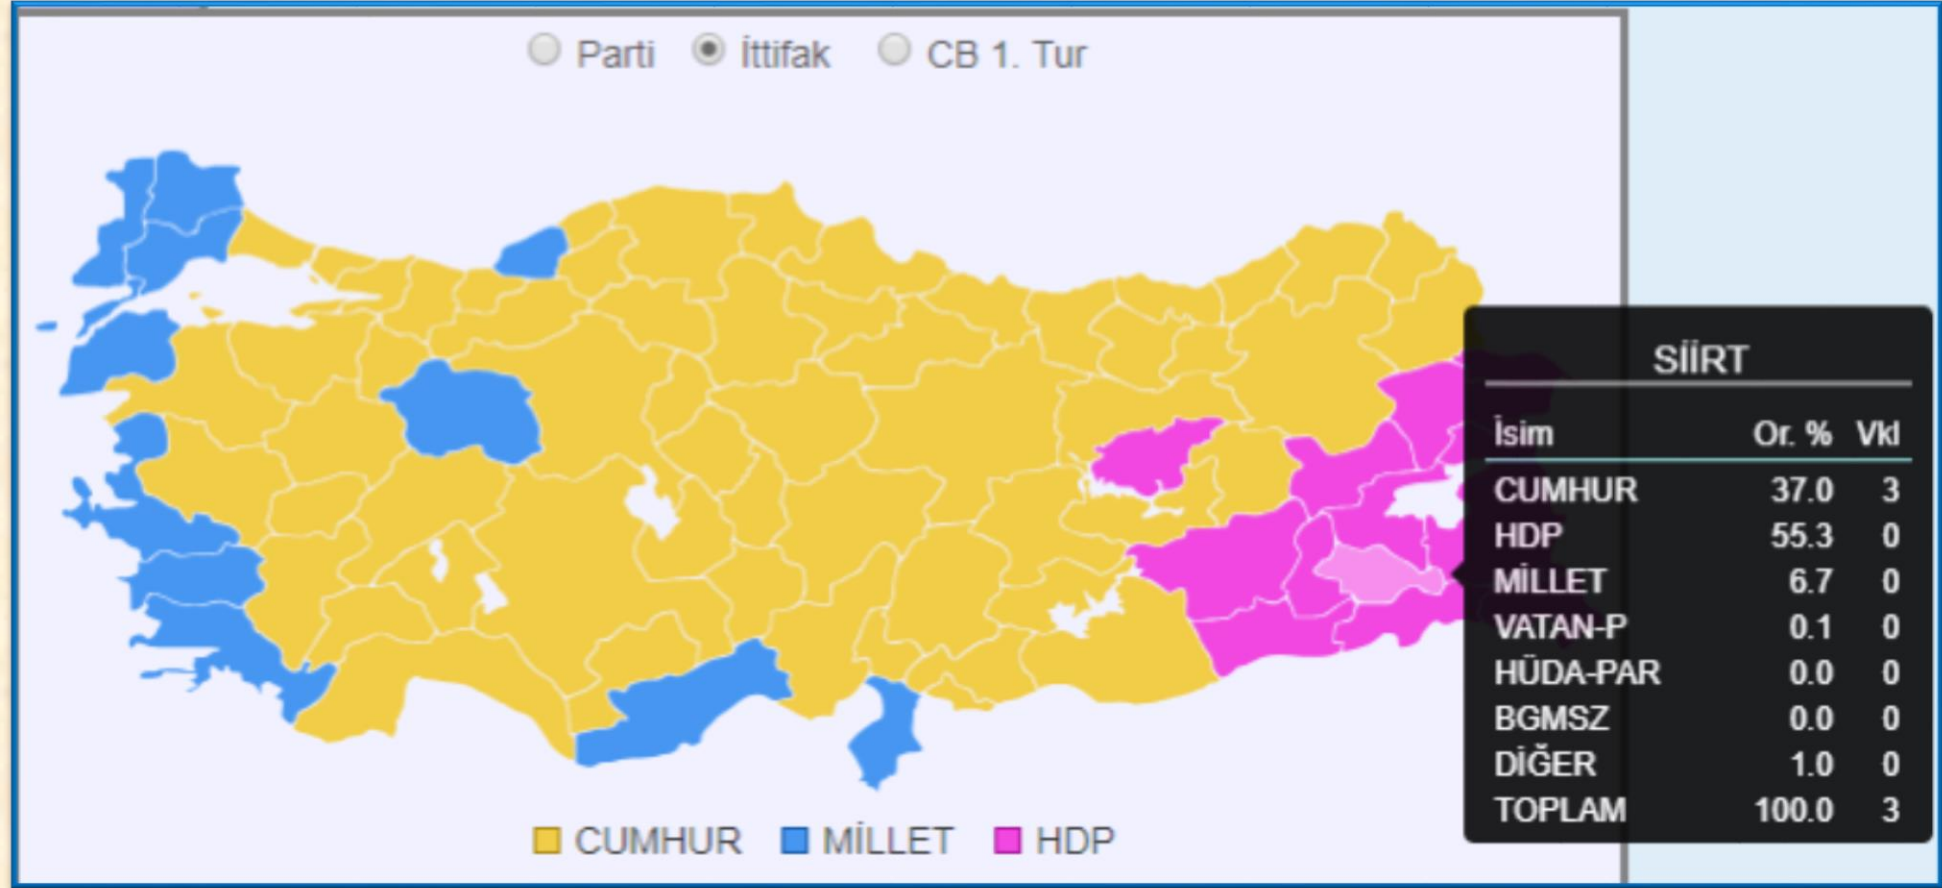 Parti İttifak CB 1. Tur
SİİRT
İsim Or. % Vkl
CUMHUR 37.0 3
HDP 55.3 0
MİLLET 6.7 0
VATAN-P 0.1 0
HÜDA-PAR 0.0 0
BGMSZ 0.0 0
DİĞER 1.0 0
TOPLAM 100.0 3
CUMHUR MİLLET HDP